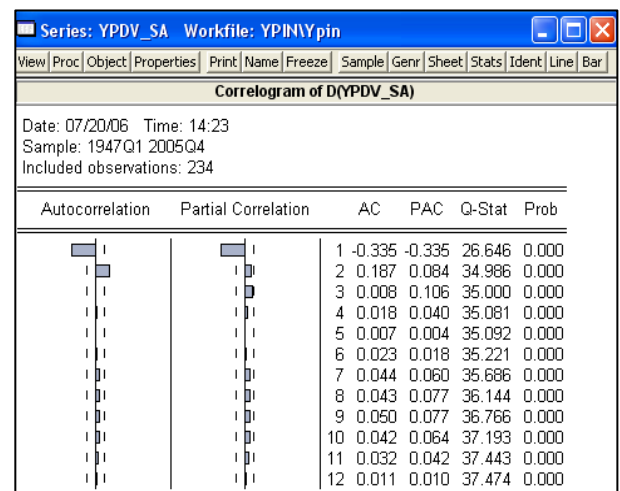 Series: YPDV_SA Workfile: YPIN\Ypin
View Proc Object Properties Print Name Freeze Sample Genr Sheet Stats Ident Line Bar
Correlogram of D(YPDV_SA)
Date: 07/20/06 Time: 14:23
Sample: 1947Q1 2005Q4
Included observations: 234
Autocorrelation Partial Correlation AC PAC Q-Stat Prob
1 -0.335 -0.335 26.646 0.000
2 0.187 0.084 34.986 0.000
3 0.008 0.106 35.000 0.000
4 0.018 0.040 35.081 0.000
5 0.007 0.004 35.092 0.000
6 0.023 0.018 35.221 0.000
7 0.044 0.060 35.686 0.000
8 0.043 0.077 36.144 0.000
9 0.050 0.077 36.766 0.000
10 0.042 0.064 37.193 0.000
11 0.032 0.042 37.443 0.000
12 0.011 0.010 37.474 0.000